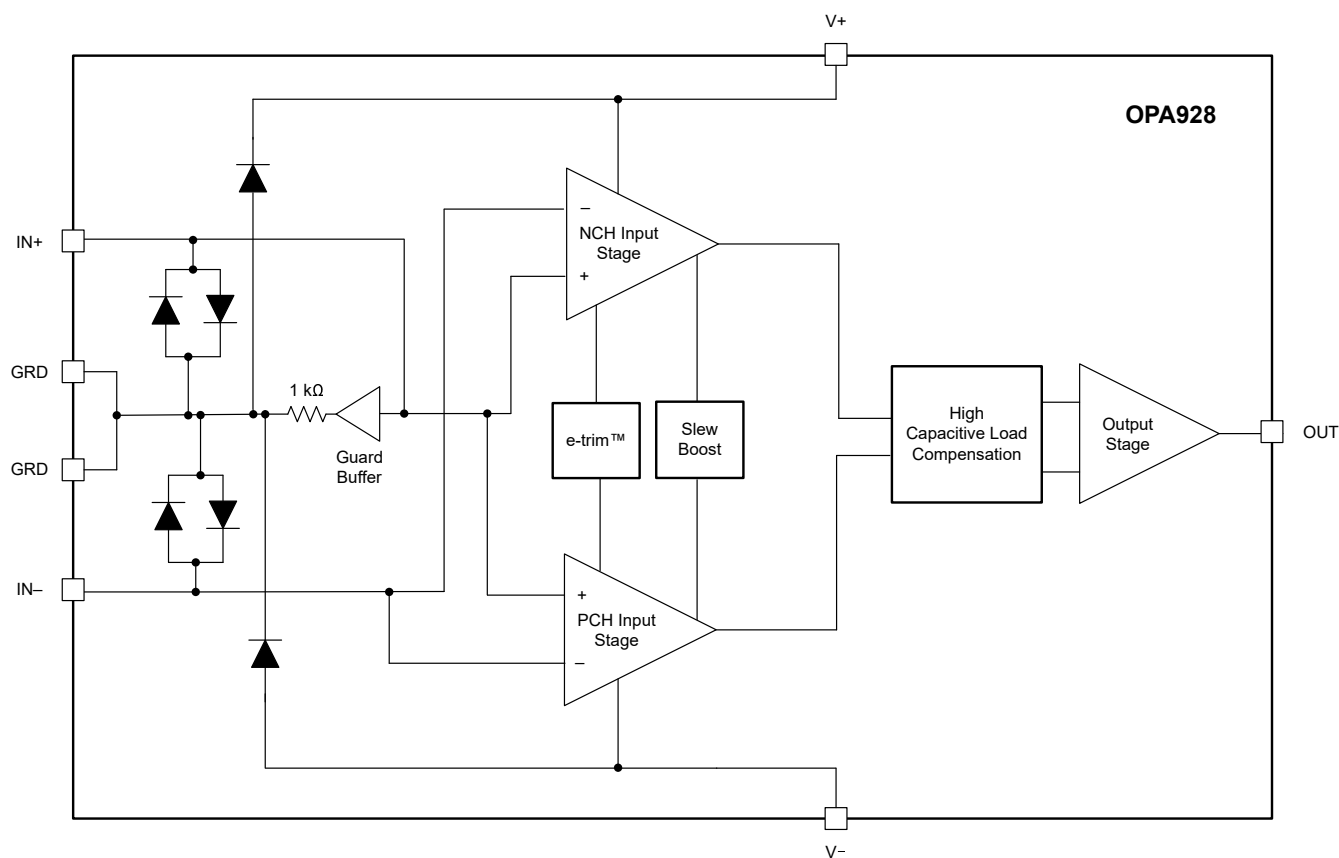 V+
OPA928
IN+
−
NCH Input
Stage
+
GRD
1 kΩ
Guard
Buffer
GRD
e-trim™
Slew
Boost
High
Capacitive Load
Compensation
Output
Stage
OUT
IN–
+
PCH Input
Stage
−
V−